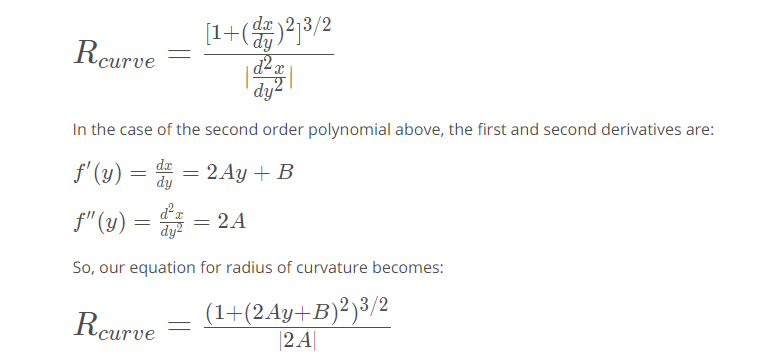 R_{curve} = \frac{[1+(\frac{dx}{dy})^2]^{3/2}}{|\frac{d^2x}{dy^2}|}
In the case of the second order polynomial above, the first and second derivatives are:
f'(y) = \frac{dx}{dy} = 2Ay + B
f''(y) = \frac{d^2x}{dy^2} = 2A
So, our equation for radius of curvature becomes:
R_{curve} = \frac{(1+(2Ay+B)^2)^{3/2}}{|2A|}